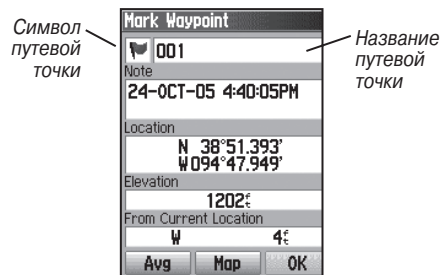 Символ
путевой
точки
Mark Waypoint
001
Название
путевой
точки
Note
24-OCT-05 4:40:05PM
Location
N 38°51.393'
W094°47.949'
Elevation
1202ft
From Current Location
W 4ft
Avg Map OK